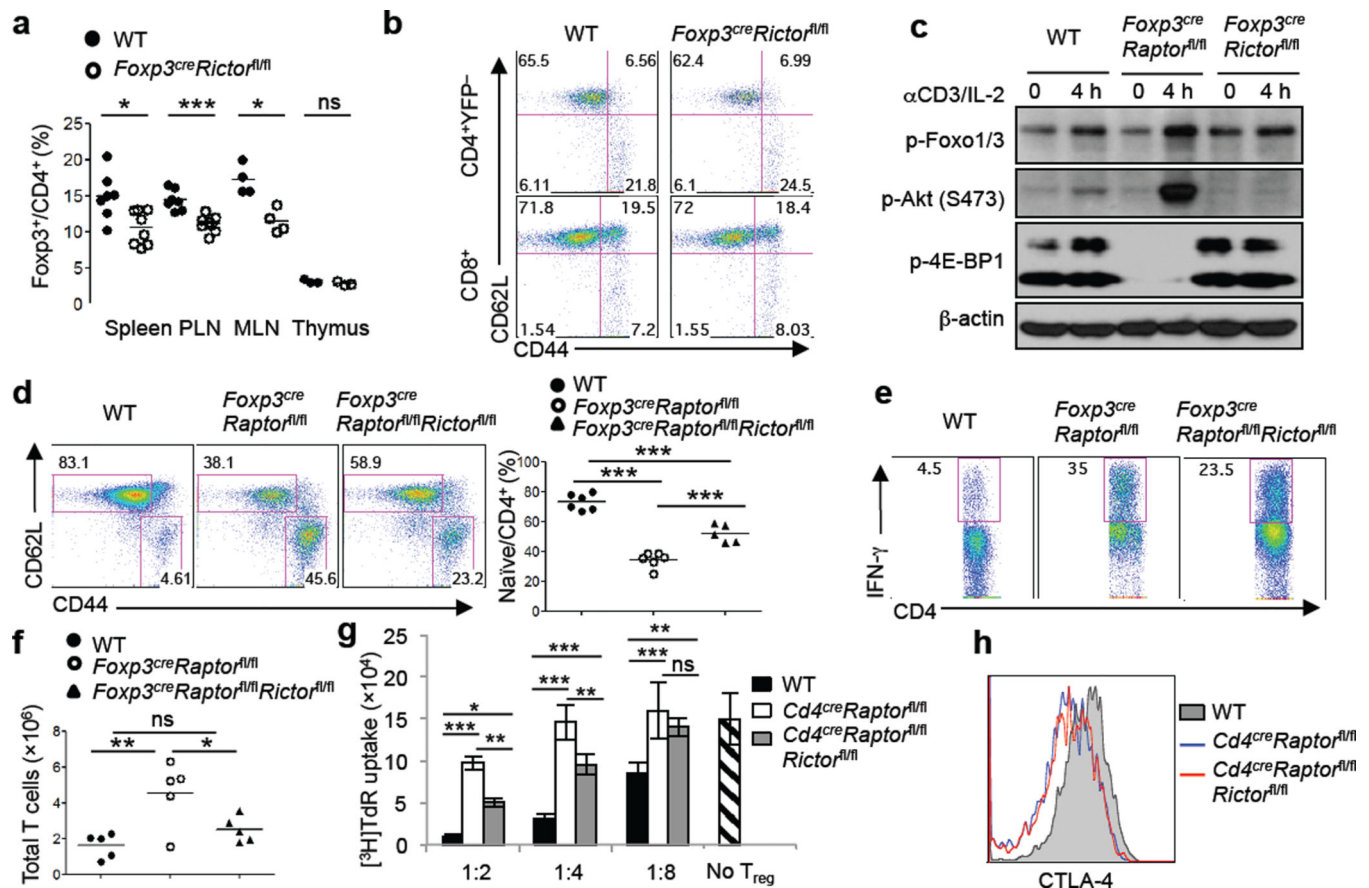 a
WT
Foxp3creRictorfl/fl
* *** * ns
Foxp3+/CD4+ (%)
25
20
15
10
5
0
Spleen PLN MLN Thymus
b
WT Foxp3creRictorfl/fl
CD4+YFP–
65.5 6.56 62.4 6.99
6.11 21.8 6.1 24.5
CD8+
71.8 19.5 72 18.4
1.54 7.2 1.55 8.03
CD62L
CD44
c
WT Foxp3cre Raptorfl/fl Foxp3cre Rictorfl/fl
αCD3/IL-2 0 4 h 0 4 h 0 4 h
p-Foxo1/3
p-Akt (S473)
p-4E-BP1
β-actin
d
WT Foxp3cre Raptorfl/fl Foxp3cre Raptorfl/flRictorfl/fl
83.1 38.1 58.9
4.61 45.6 23.2
CD62L
CD44
WT
Foxp3creRaptorfl/fl
Foxp3creRaptorfl/flRictorfl/fl
***
*** ***
Naïve/CD4+ (%)
100
80
60
40
20
0
e
WT Foxp3cre Raptorfl/fl Foxp3cre Raptorfl/flRictorfl/fl
4.5 35 23.5
IFN-γ
CD4
f
WT
Foxp3creRaptorfl/fl
Foxp3creRaptorfl/flRictorfl/fl
ns
** *
Total T cells (×10⁶)
8
6
4
2
0
g
[³H]TdR uptake (×10⁴)
25
20
15
10
5
0
* *** **
*** *** **
** *** ns
1:2 1:4 1:8 No Treg
WT
Cd4creRaptorfl/fl
Cd4creRaptorfl/fl
Rictorfl/fl
h
WT
Cd4creRaptorfl/fl
Cd4creRaptorfl/fl
Rictorfl/fl
CTLA-4